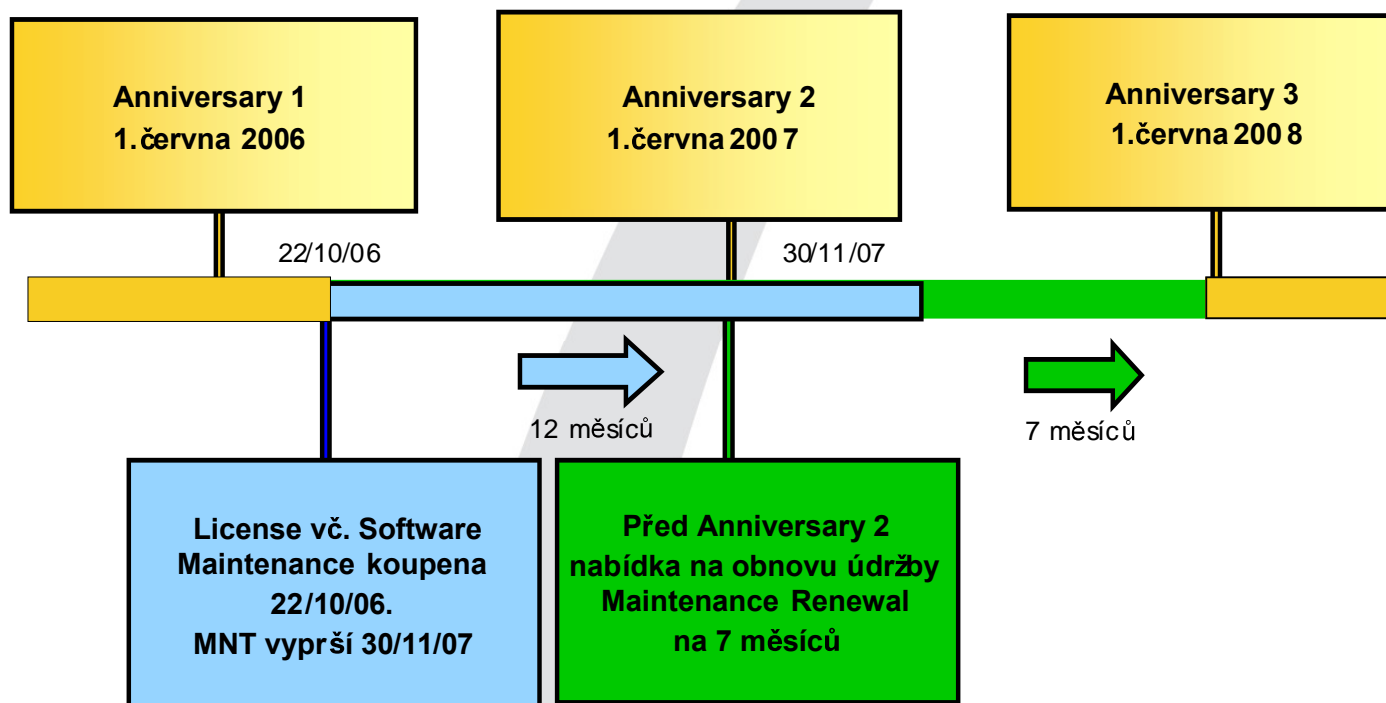 Anniversary 1
1.června 2006
Anniversary 2
1.června 2007
Anniversary 3
1.června 2008
22/10/06
30/11/07
12 měsíců
7 měsíců
License vč. Software
Maintenance koupena
22/10/06.
MNT vyprší 30/11/07
Před Anniversary 2
nabídka na obnovu údržby
Maintenance Renewal
na 7 měsíců